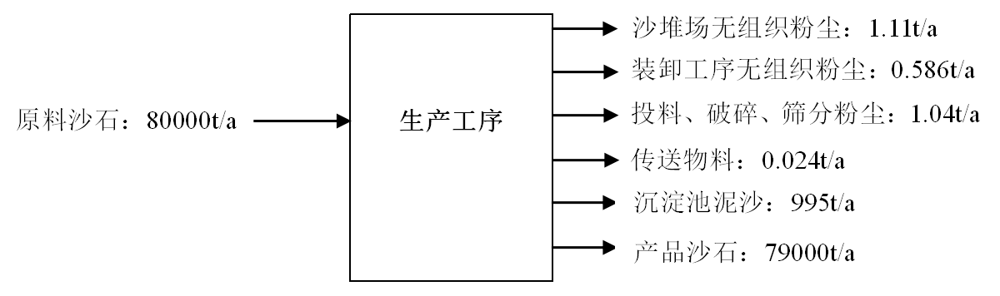 沙堆场无组织粉尘：1.11t/a
装卸工序无组织粉尘：0.586t/a
投料、破碎、筛分粉尘：1.04t/a
原料沙石：80000t/a
生产工序
传送物料：0.024t/a
沉淀池泥沙：995t/a
产品沙石：79000t/a